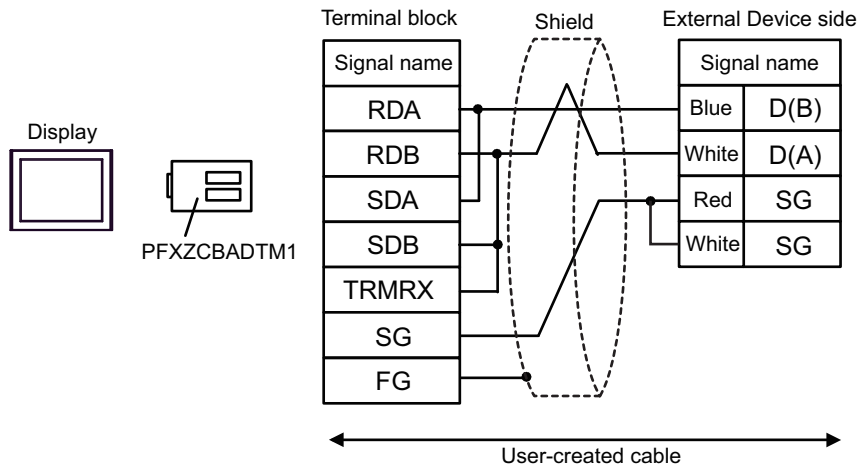 Terminal block
Shield
External Device side
Signal name
Signal name
RDA
Blue
D(B)
Display
RDB
White
D(A)
SDA
Red
SG
PFXZCBADTM1
SDB
White
SG
TRMRX
SG
FG
User-created cable